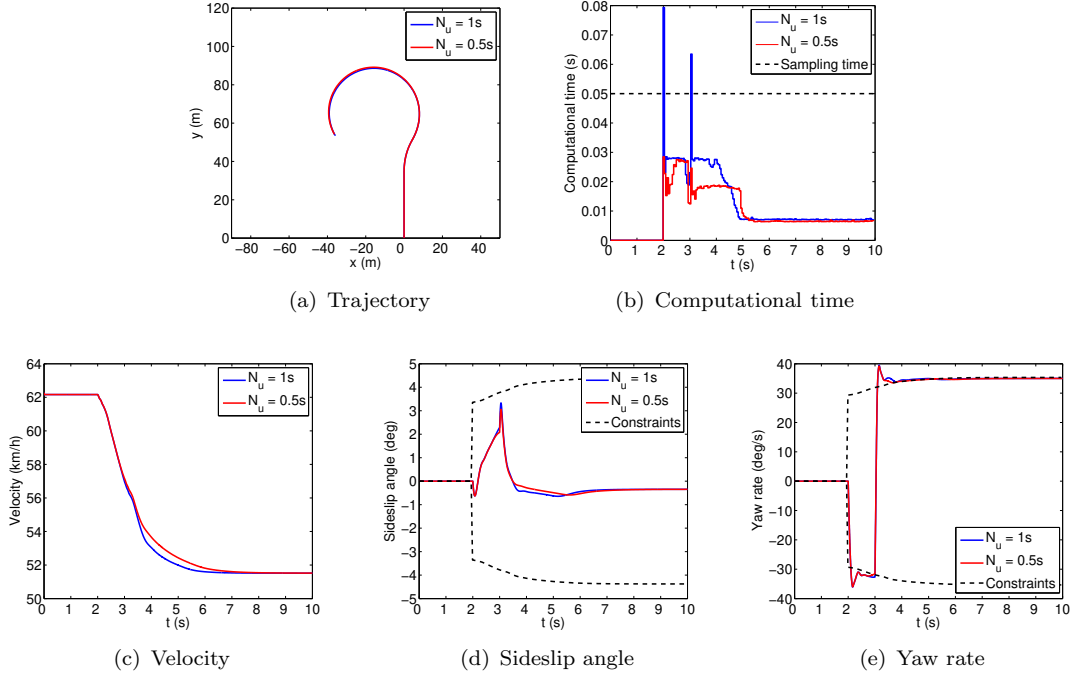 N_u = 1s
N_u = 0.5s
120
100
80
60
40
20
0
y (m)
−80 −60 −40 −20 0 20 40
x (m)
(a) Trajectory
N_u = 1s
N_u = 0.5s
Sampling time
0.08
0.07
0.06
0.05
0.04
0.03
0.02
0.01
0
Computational time (s)
0 1 2 3 4 5 6 7 8 9 10
t (s)
(b) Computational time
N_u = 1s
N_u = 0.5s
64
62
60
58
56
54
52
50
Velocity (km/h)
0 1 2 3 4 5 6 7 8 9 10
t (s)
(c) Velocity
N_u = 1s
N_u = 0.5s
Constraints
5
4
3
2
1
0
−1
−2
−3
−4
−5
Sideslip angle (deg)
0 1 2 3 4 5 6 7 8 9 10
t (s)
(d) Sideslip angle
40
30
20
10
0
−10
−20
−30
−40
Yaw rate (deg/s)
N_u = 1s
N_u = 0.5s
Constraints
0 1 2 3 4 5 6 7 8 9 10
t (s)
(e) Yaw rate